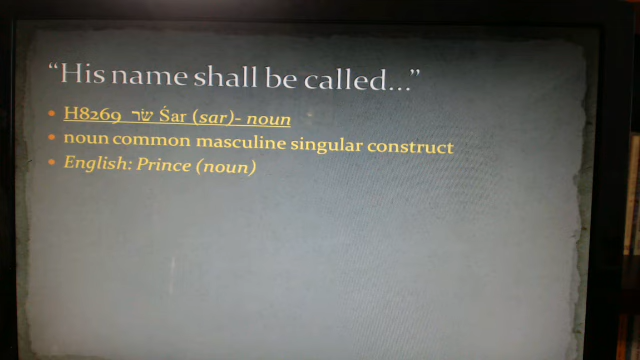 “His name shall be called...”
H8269 שׂר Śar (sar)- noun
noun common masculine singular construct
English: Prince (noun)